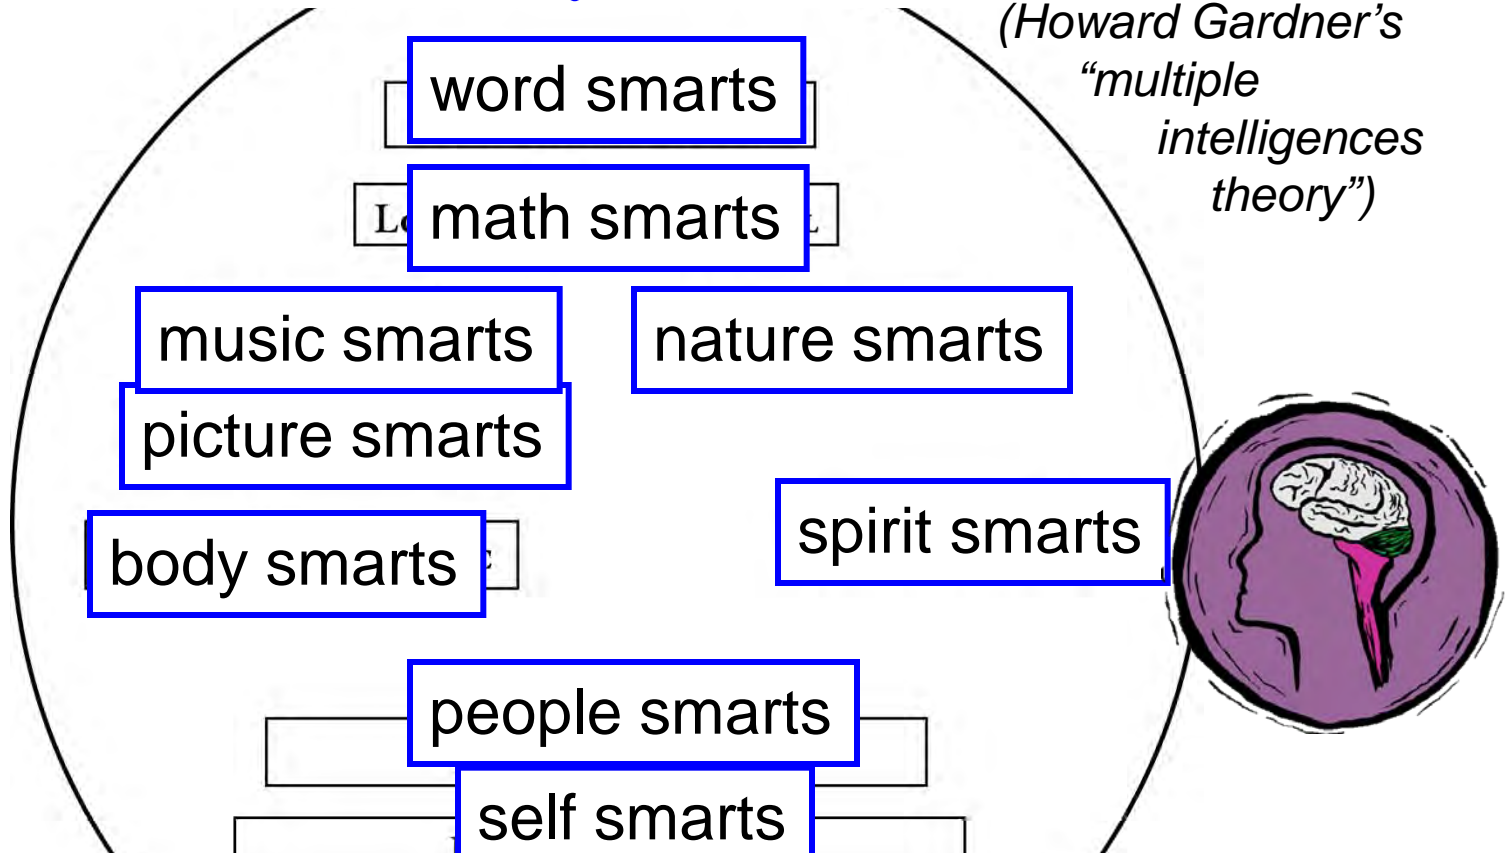 (Howard Gardner’s
“multiple
intelligences
theory”)
word smarts
math smarts
music smarts
nature smarts
picture smarts
body smarts
spirit smarts
people smarts
self smarts